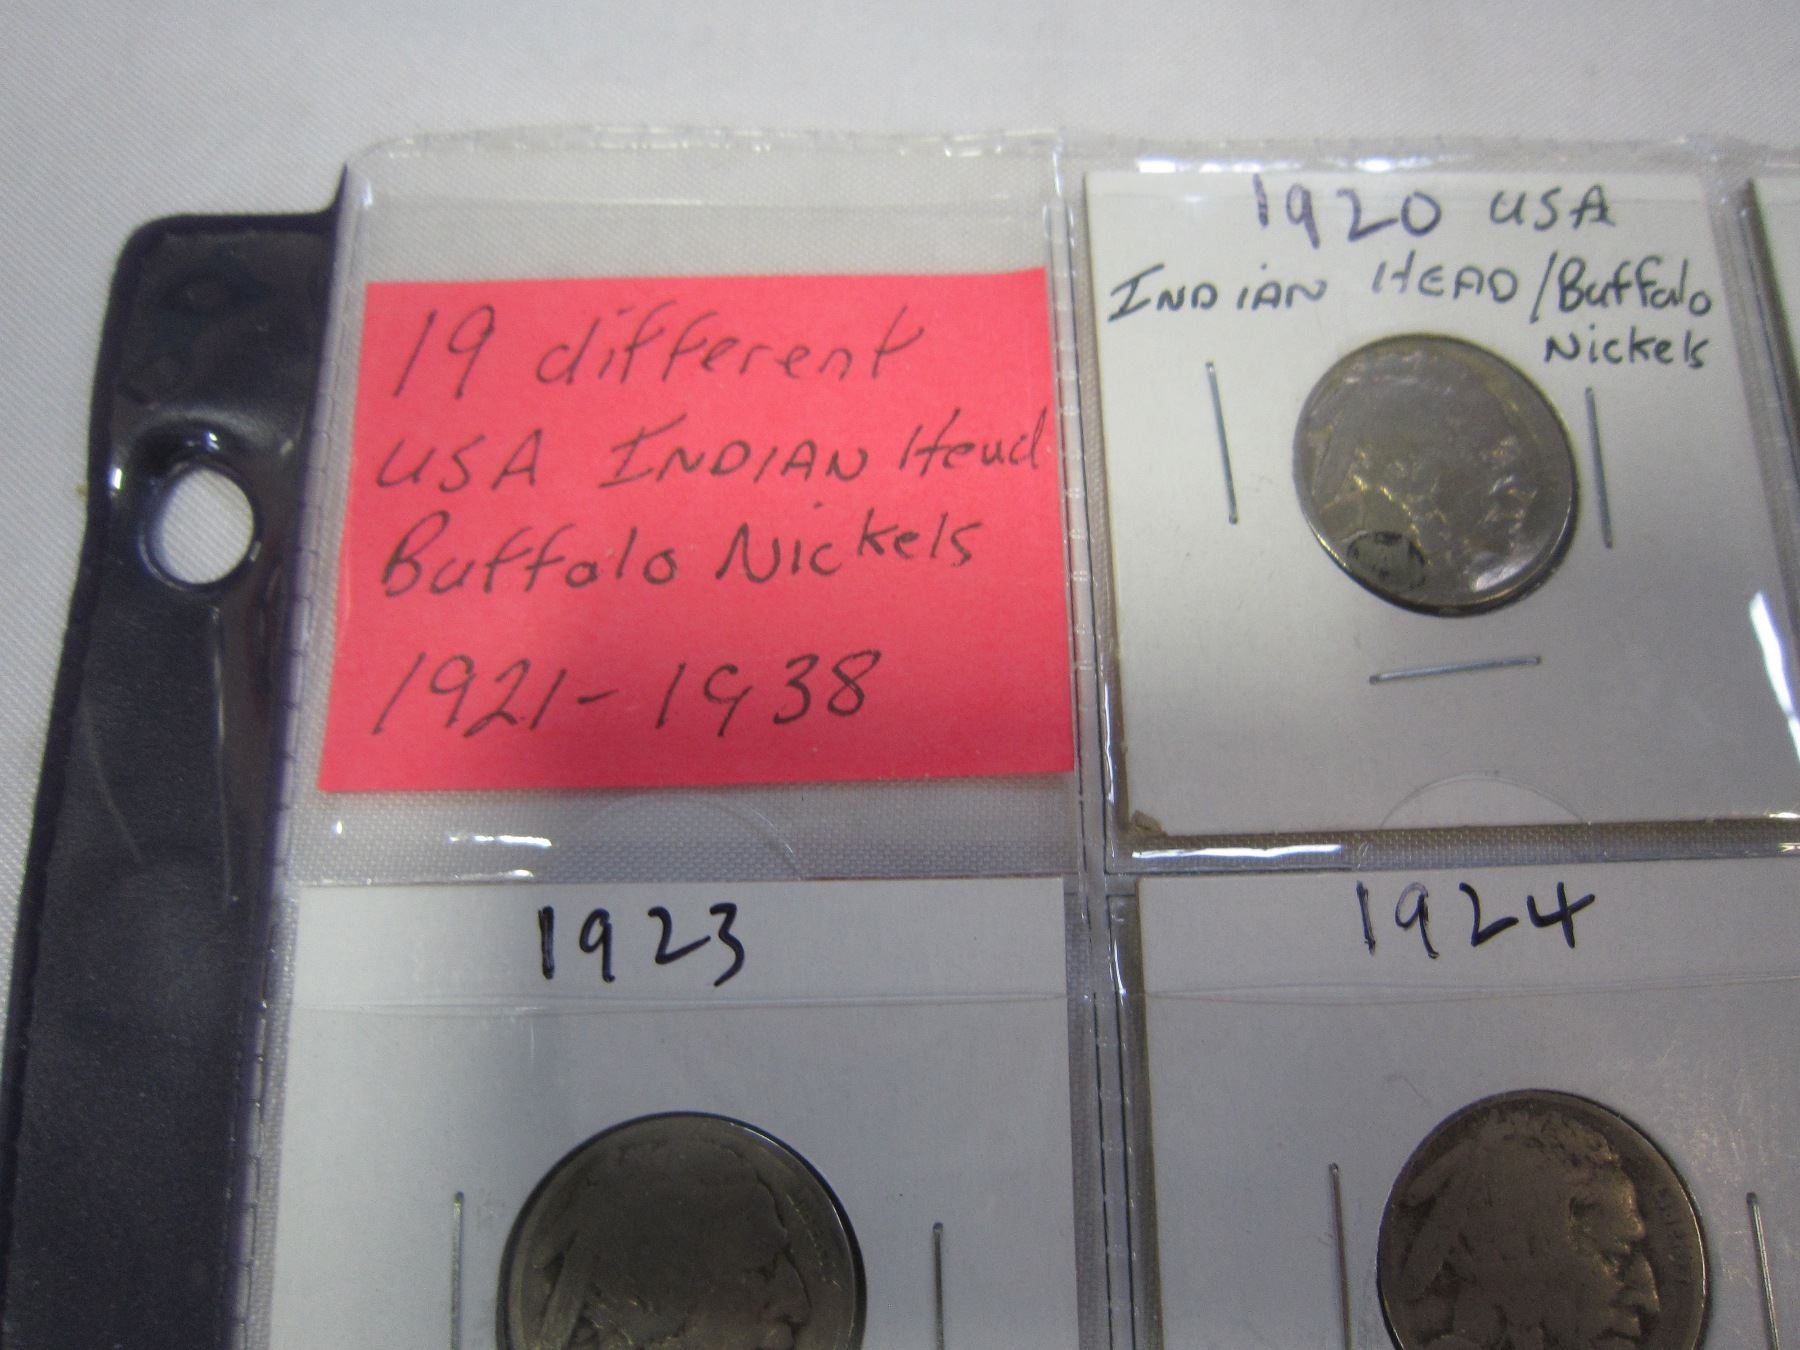 19 different
USA INDIAN Head
Buffalo Nickels
1921-1938
1920 USA
INDIAN HEAD/Buffalo
Nickels
1923
1924